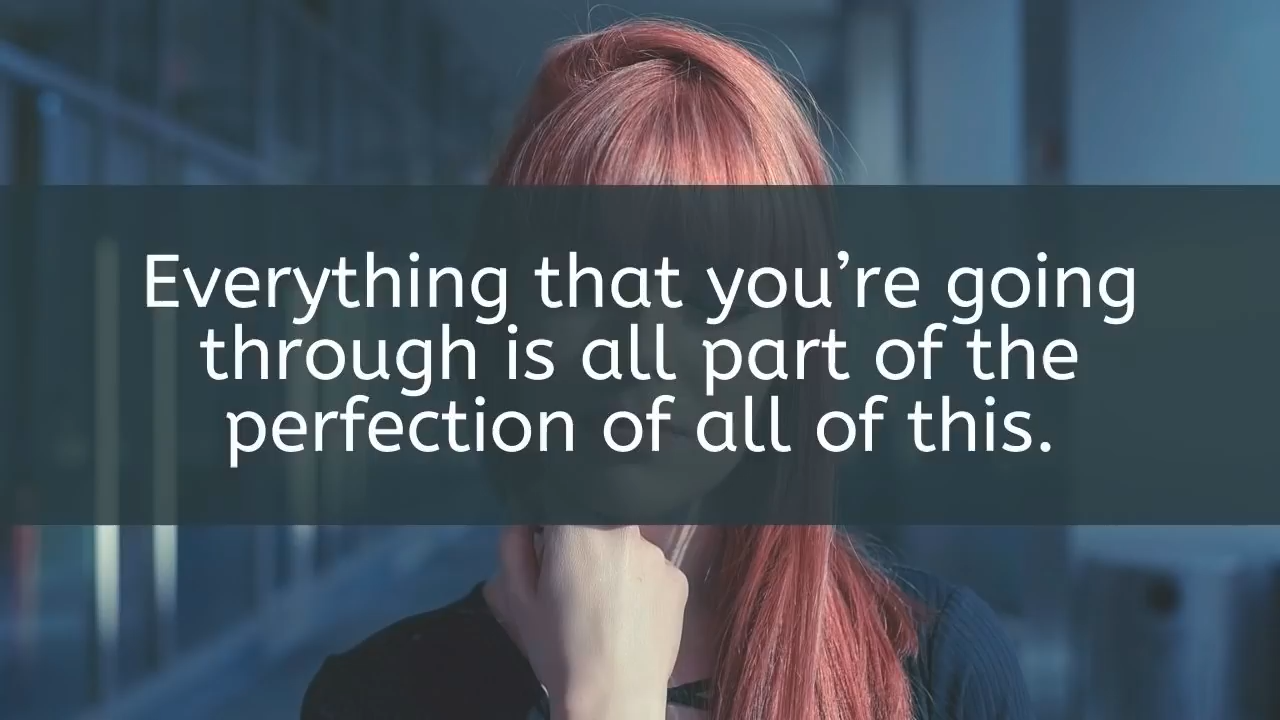 Everything that you’re going
through is all part of the
perfection of all of this.